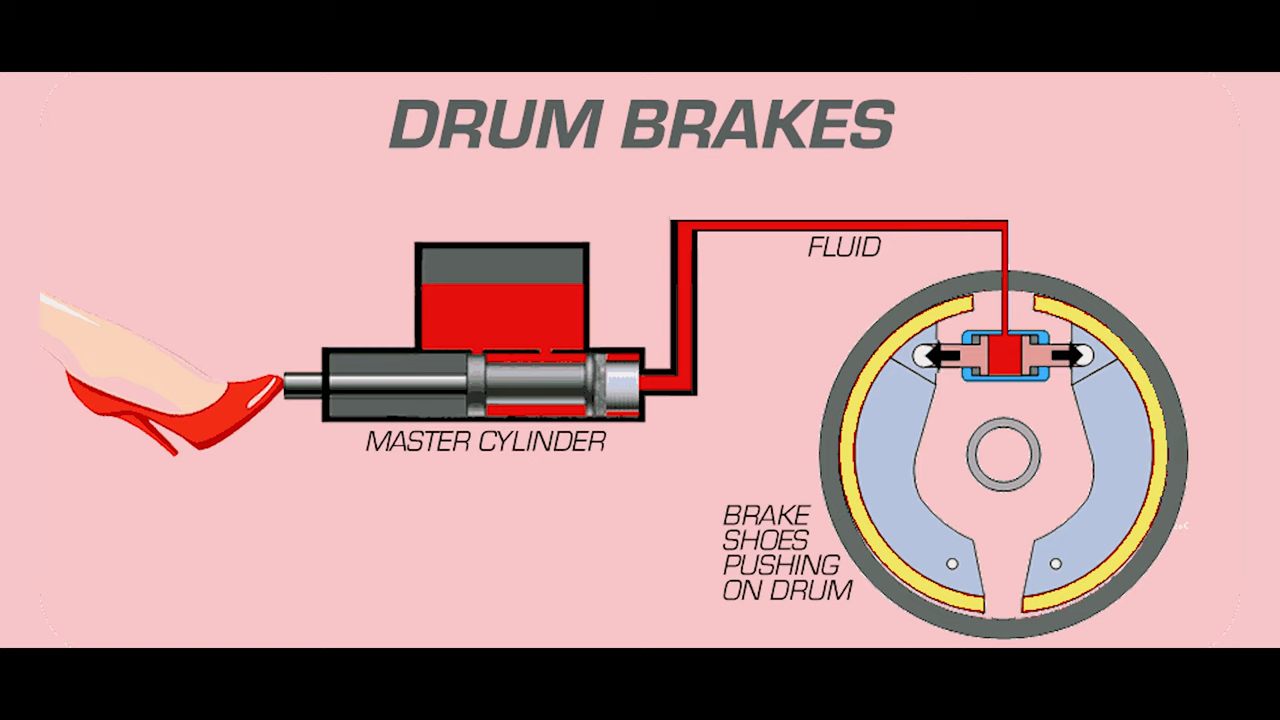 DRUM BRAKES
FLUID
MASTER CYLINDER
BRAKE
SHOES
PUSHING
ON DRUM